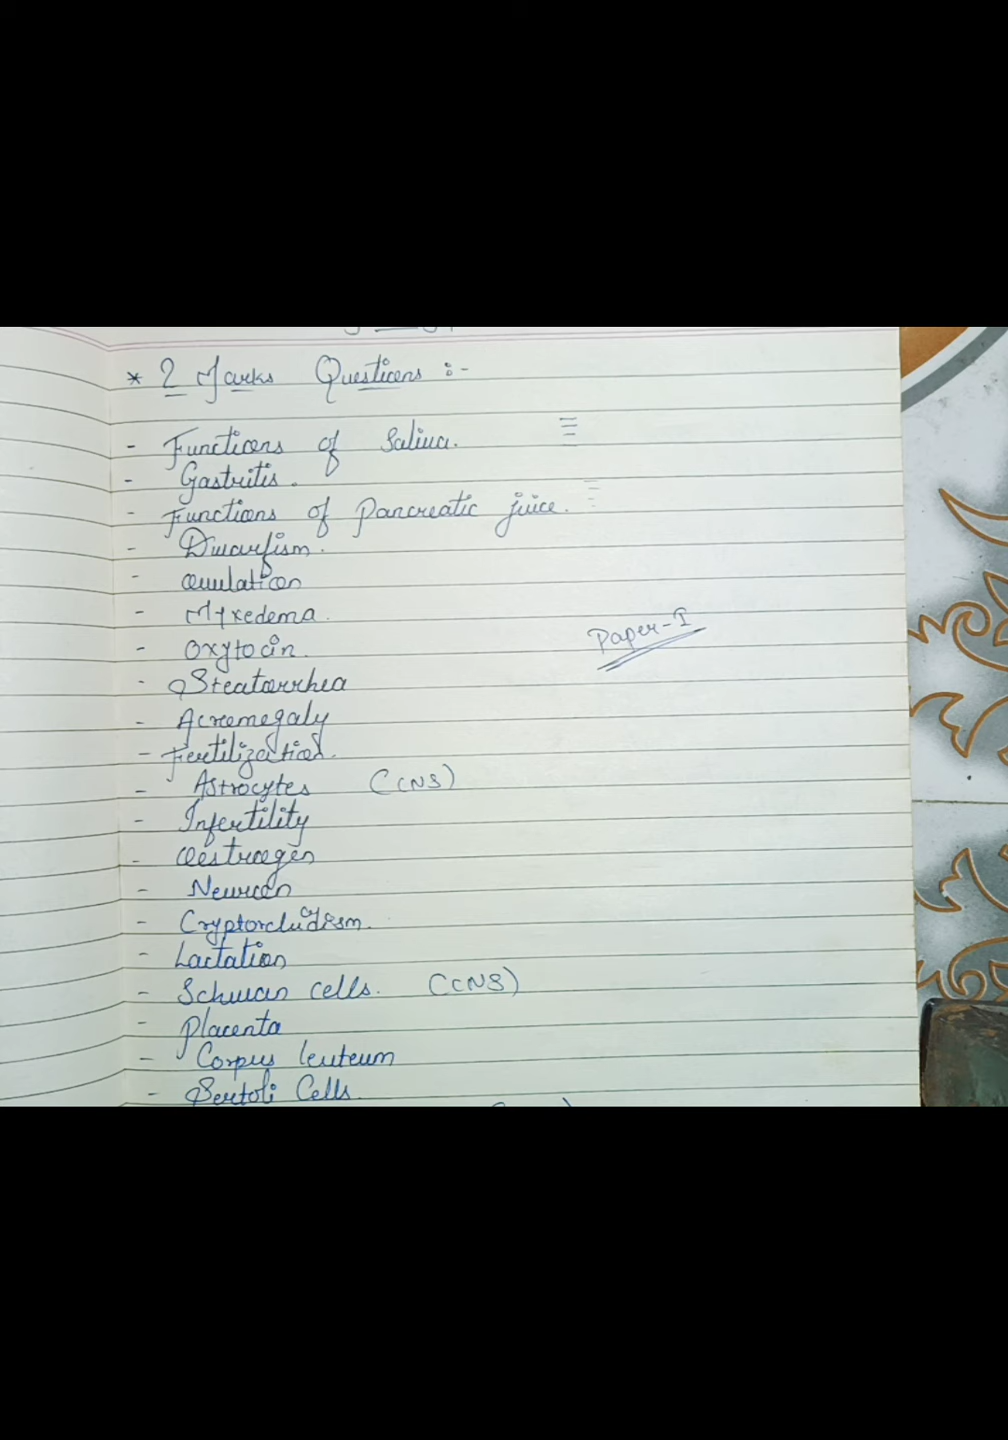 * 2 Marks Questions :-
- Functions of Saliva.
- Gastritis.
- Functions of Pancreatic juice.
- Dwarfism.
- ovulation
- Myxedema.
- Oxytocin.
- Steatorrhea
- Acromegaly
- Fertilization.
- Astrocytes (CNS)
- Infertility
- Oestrogen
- Neuron
- Cryptorchidism.
- Lactation
- Schwan cells. (CNS)
- Placenta
- Corpus leuteum
- Sertoli Cells.
Paper-I